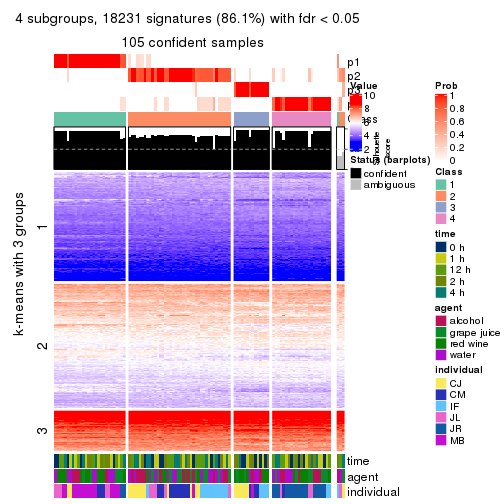 4 subgroups, 18231 signatures (86.1%) with fdr < 0.05
105 confident samples
p1
p2
p3
Value
10
8
6
4
2
Silhouette
score
Status (barplots)
confident
ambiguous
Prob
1
0.8
0.6
0.4
0.2
0
Class
1
2
3
4
time
0 h
1 h
12 h
2 h
4 h
agent
alcohol
grape juice
red wine
water
individual
CJ
CM
IF
JL
JR
MB
k-means with 3 groups
1
2
3
time
agent
individual